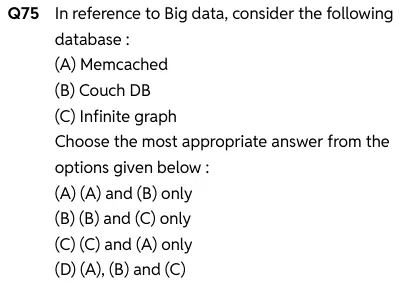 Q75 In reference to Big data, consider the following
database :
(A) Memcached
(B) Couch DB
(C) Infinite graph
Choose the most appropriate answer from the
options given below :
(A) (A) and (B) only
(B) (B) and (C) only
(C) (C) and (A) only
(D) (A), (B) and (C)